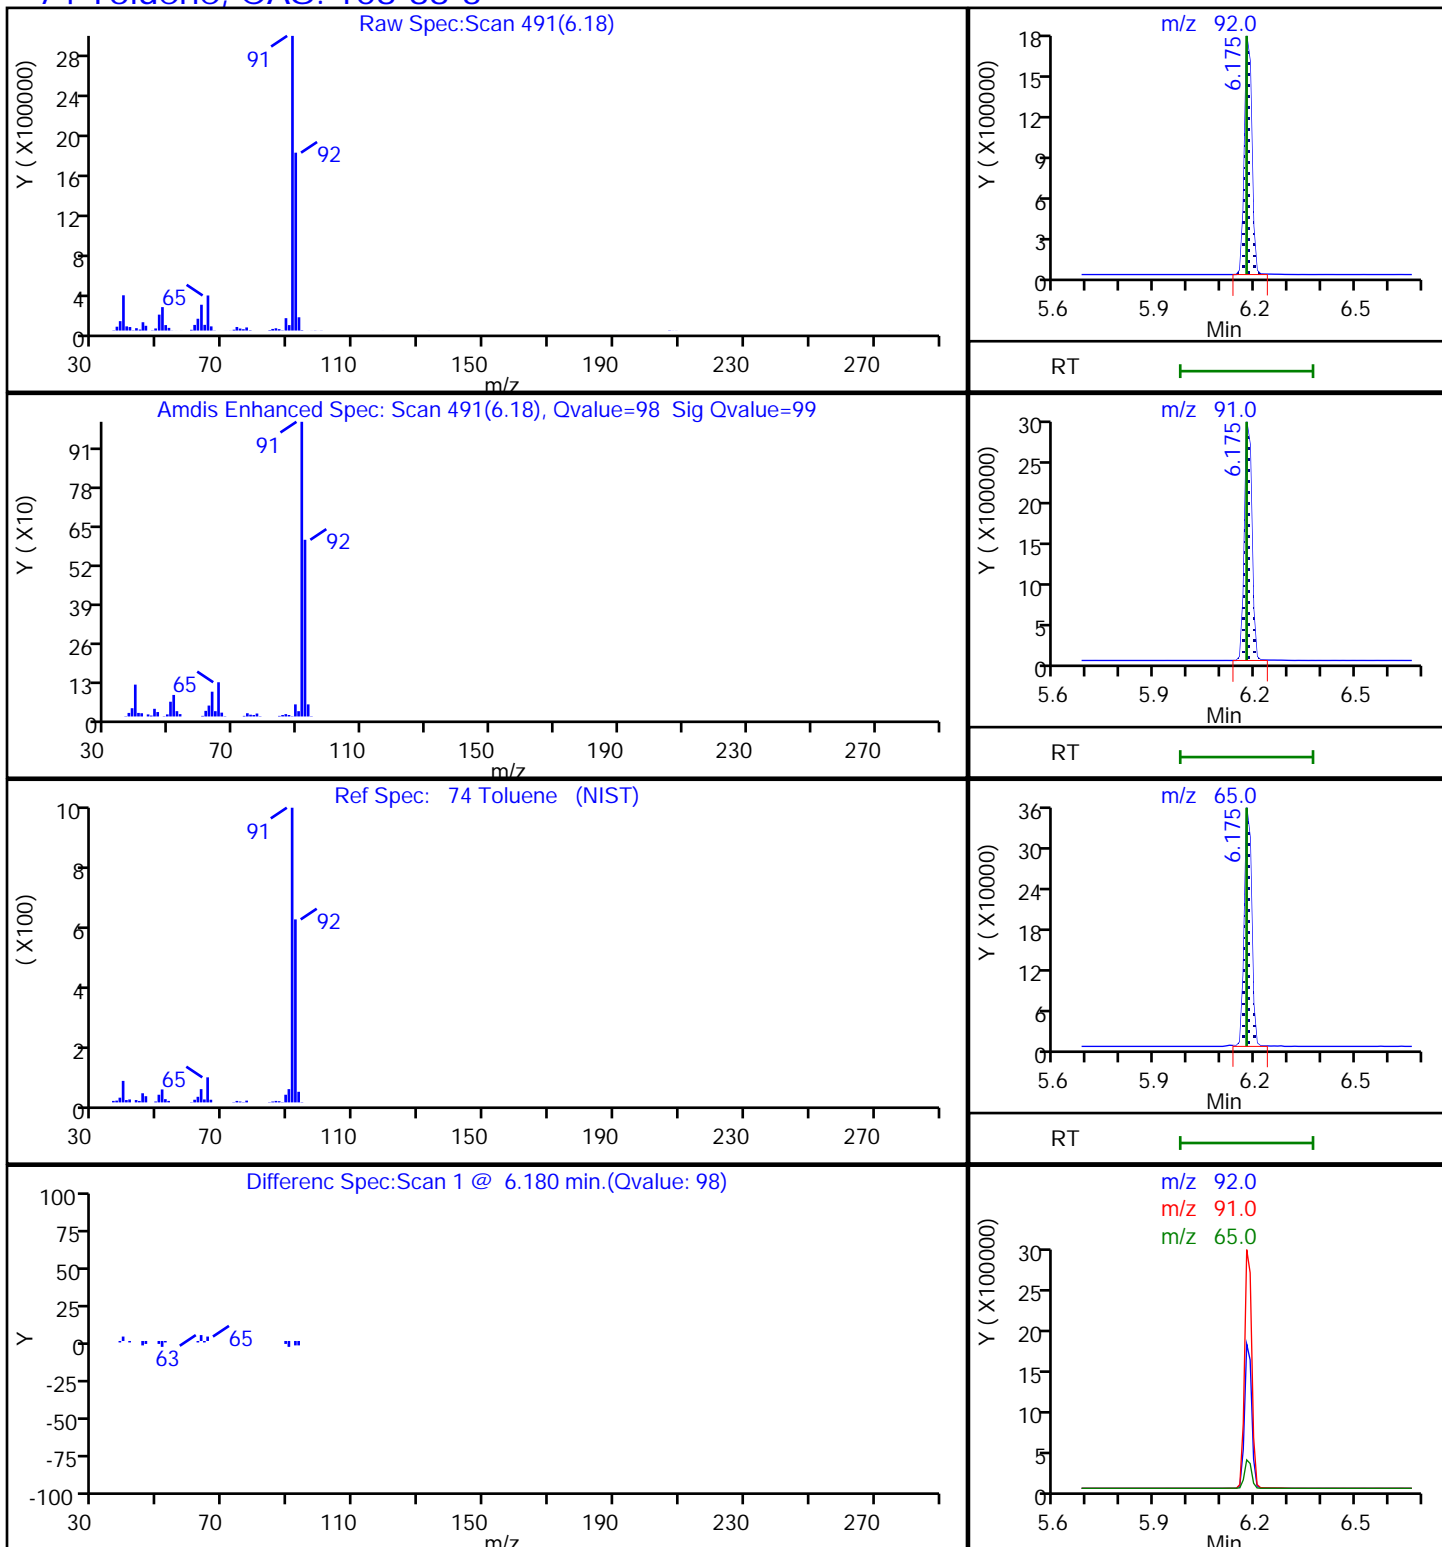 74 Toluene, CAS: 108-88-3
Raw Spec:Scan 491(6.18)
Y ( X100000)
28
24
20
16
12
8
4
0
91
92
65
30 70 110 150 190 230 270
m/z
m/z 92.0
Y ( X100000)
18
15
12
9
6
3
0
6.175
5.6 5.9 6.2 6.5
Min
RT
Amdis Enhanced Spec: Scan 491(6.18), Qvalue=98 Sig Qvalue=99
Y ( X10)
91
78
65
52
39
26
13
0
91
92
65
30 70 110 150 190 230 270
m/z
m/z 91.0
Y ( X100000)
30
25
20
15
10
5
0
6.175
5.6 5.9 6.2 6.5
Min
RT
Ref Spec: 74 Toluene (NIST)
( X100)
10
8
6
4
2
0
91
92
65
30 70 110 150 190 230 270
m/z 65.0
Y ( X10000)
36
30
24
18
12
6
0
6.175
5.6 5.9 6.2 6.5
Min
RT
Differenc Spec:Scan 1 @ 6.180 min.(Qvalue: 98)
Y
100
75
50
25
0
-25
-50
-75
-100
63
65
30 70 110 150 190 230 270
m/z
m/z 92.0
m/z 91.0
m/z 65.0
Y ( X100000)
30
25
20
15
10
5
0
5.6 5.9 6.2 6.5
Min